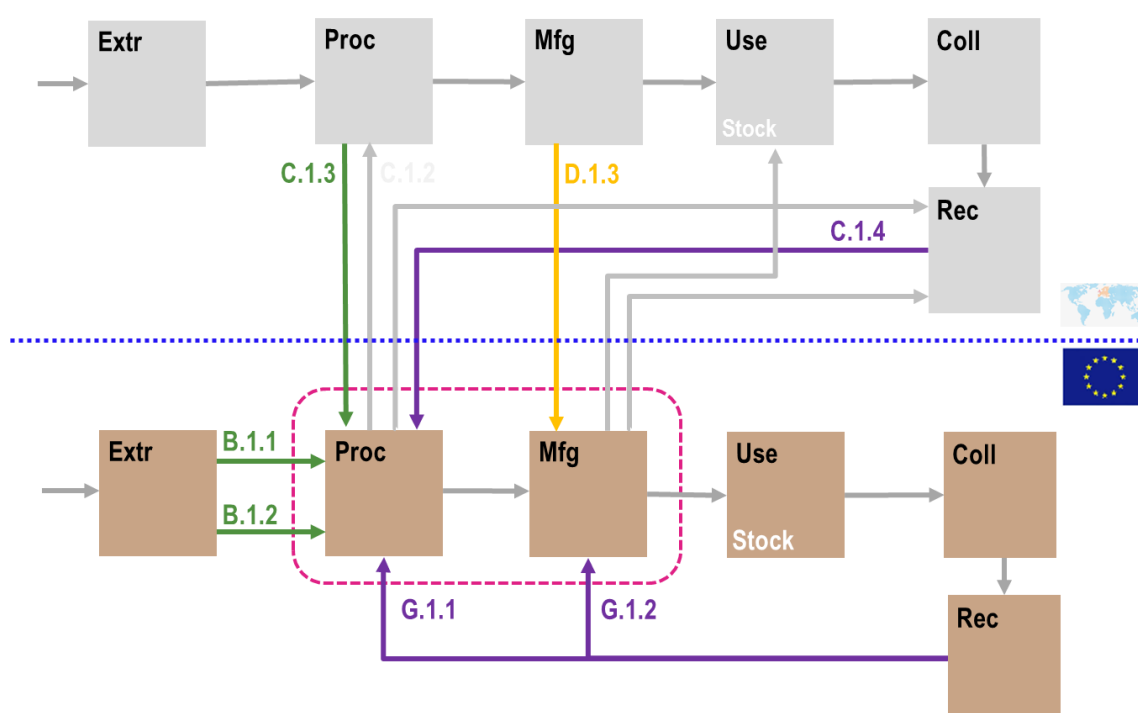 Extr
Proc
Mfg
Use
Coll
Stock
C.1.3
C.1.2
D.1.3
Rec
C.1.4
Extr
B.1.1
B.1.2
Proc
Mfg
Use
Stock
Coll
G.1.1
G.1.2
Rec